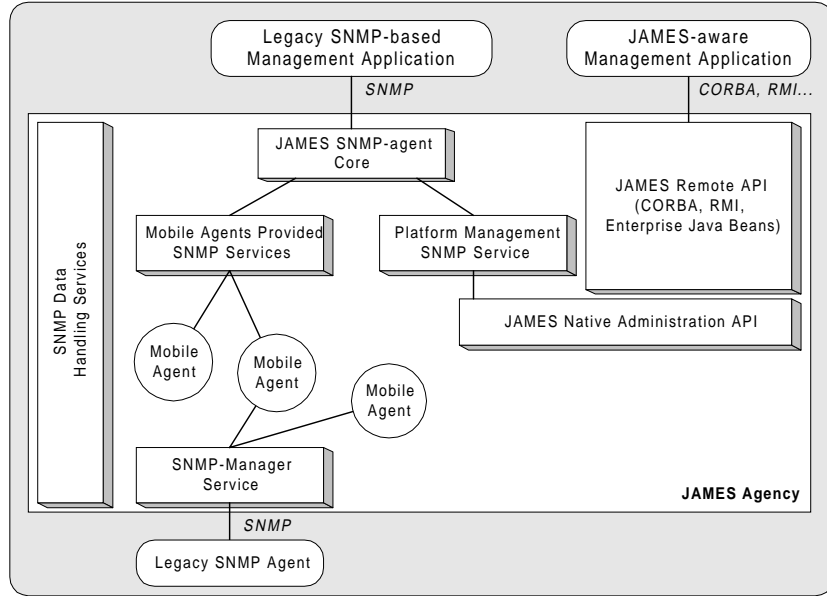 Legacy SNMP-based
Management Application
JAMES-aware
Management Application
SNMP
CORBA, RMI...
JAMES SNMP-agent
Core
JAMES Remote API
(CORBA, RMI,
Enterprise Java Beans)
Mobile Agents Provided
SNMP Services
Platform Management
SNMP Service
SNMP Data
Handling Services
JAMES Native Administration API
Mobile
Agent
Mobile
Agent
Mobile
Agent
SNMP-Manager
Service
JAMES Agency
SNMP
Legacy SNMP Agent